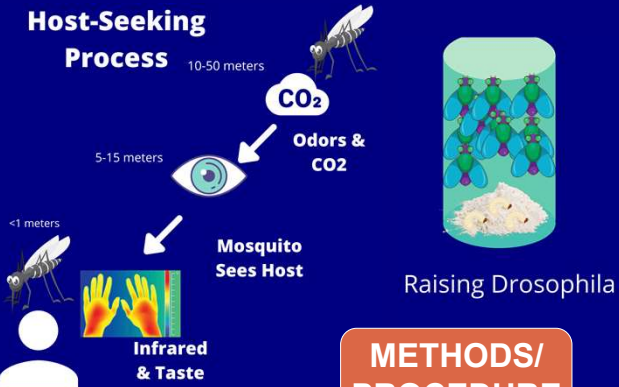 Host-Seeking
Process
10-50 meters
CO₂
Odors &
CO2
5-15 meters
Mosquito
Sees Host
<1 meters
Infrared
& Taste
Raising Drosophila
METHODS/